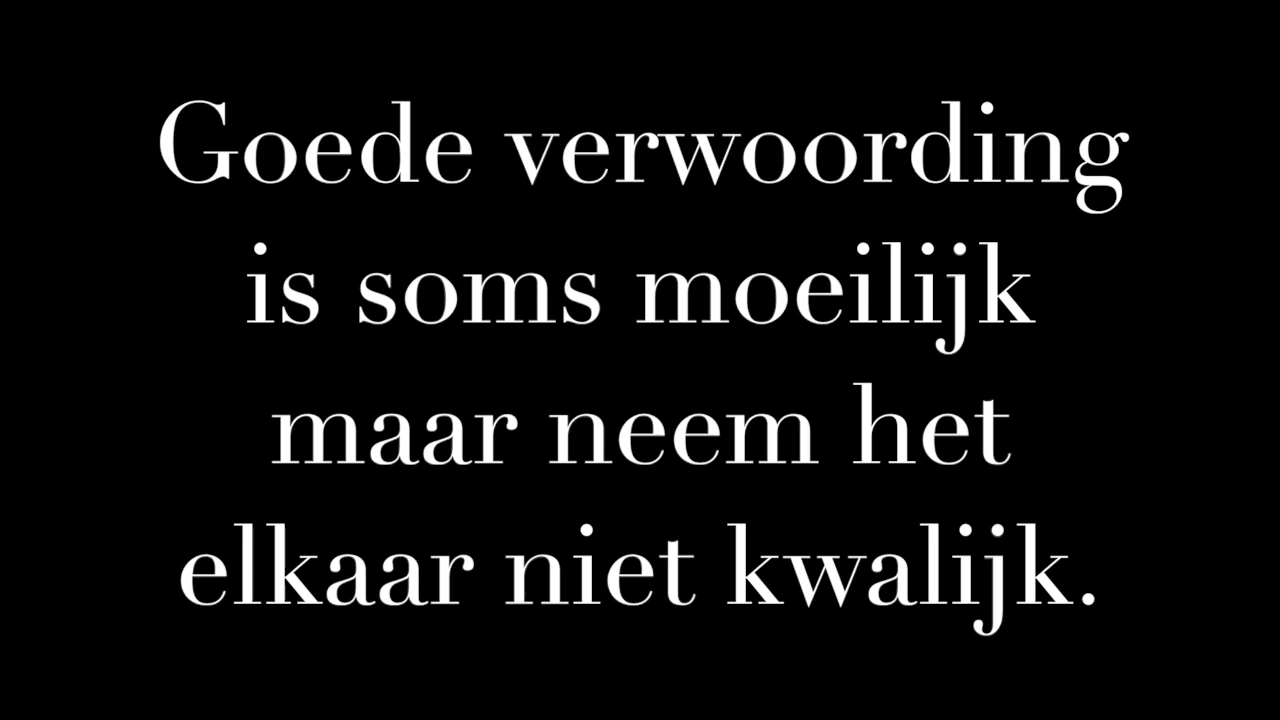 Goede verwoording
is soms moeilijk
maar neem het
elkaar niet kwalijk.